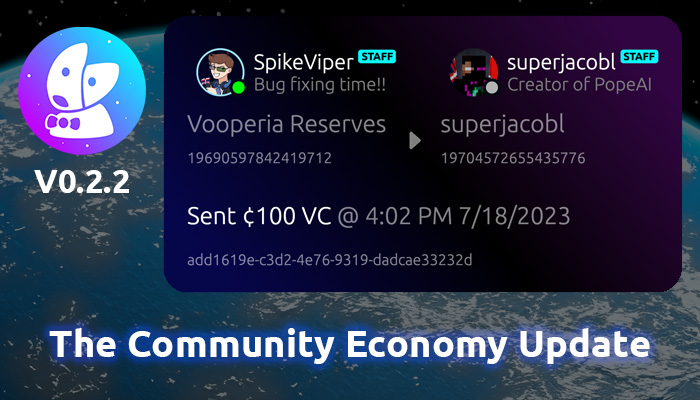 SpikeViper STAFF
Bug fixing time!!
superjacobl STAFF
Creator of PopeAI
Vooperia Reserves
19690597842419712
superjacobl
19704572655435776
V0.2.2
Sent ¢100 VC @ 4:02 PM 7/18/2023
add1619e-c3d2-4e76-9319-dadcae33232d
The Community Economy Update